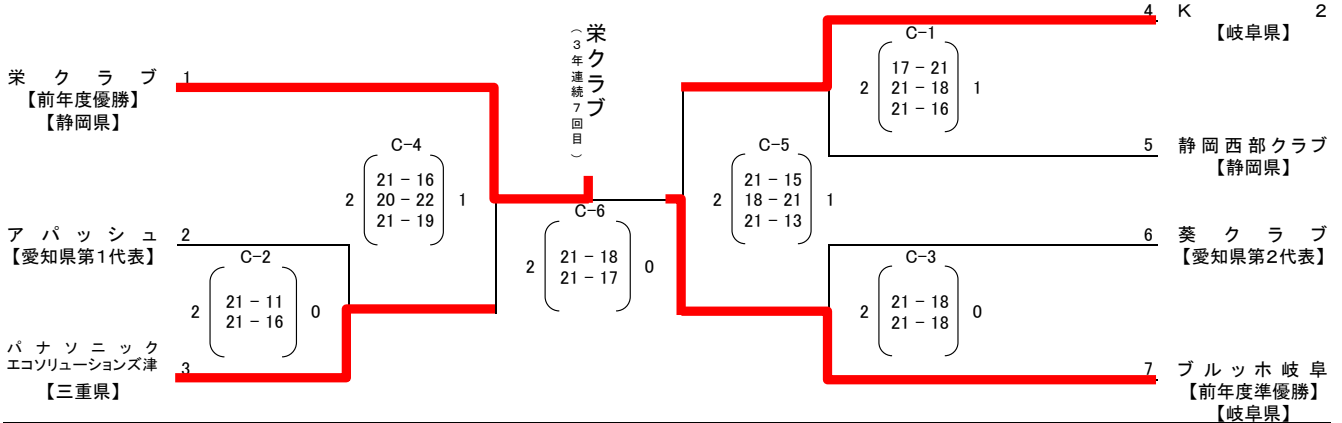 栄クラブ
（3年連続7回目）
1
栄クラブ
【前年度優勝】
【静岡県】
2
アパッシュ
【愛知県第1代表】
3
パナソニック
エコソリューションズ津
【三重県】
C-4
2
21 - 16
20 - 22
21 - 19
1
C-2
2
21 - 11
21 - 16
0
C-6
2
21 - 18
21 - 17
0
C-5
2
21 - 15
18 - 21
21 - 13
1
C-1
2
17 - 21
21 - 18
21 - 16
1
C-3
2
21 - 18
21 - 18
0
4
K 2
【岐阜県】
5
静岡西部クラブ
【静岡県】
6
葵クラブ
【愛知県第2代表】
7
ブルッホ岐阜
【前年度準優勝】
【岐阜県】